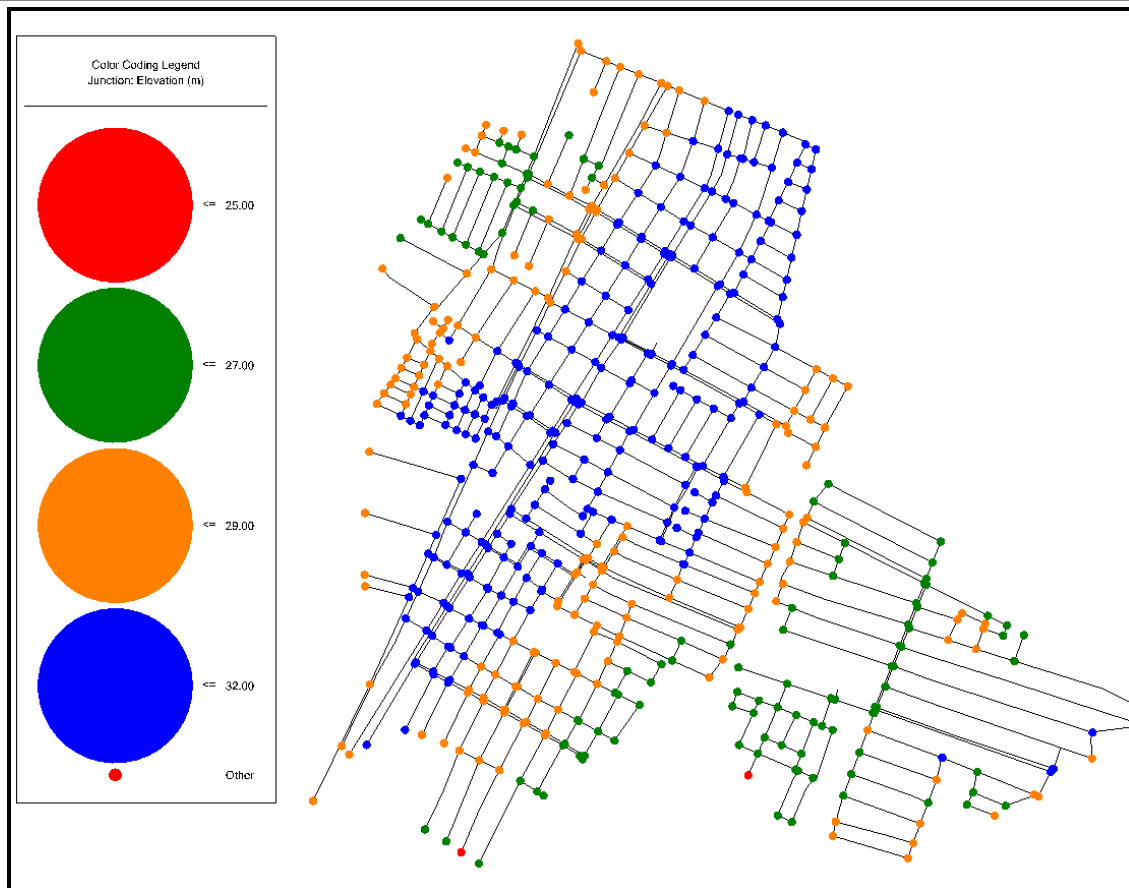 Color Coding Legend
Junction: Elevation (m)
<= 25.00
<= 27.00
<= 29.00
<= 32.00
Other